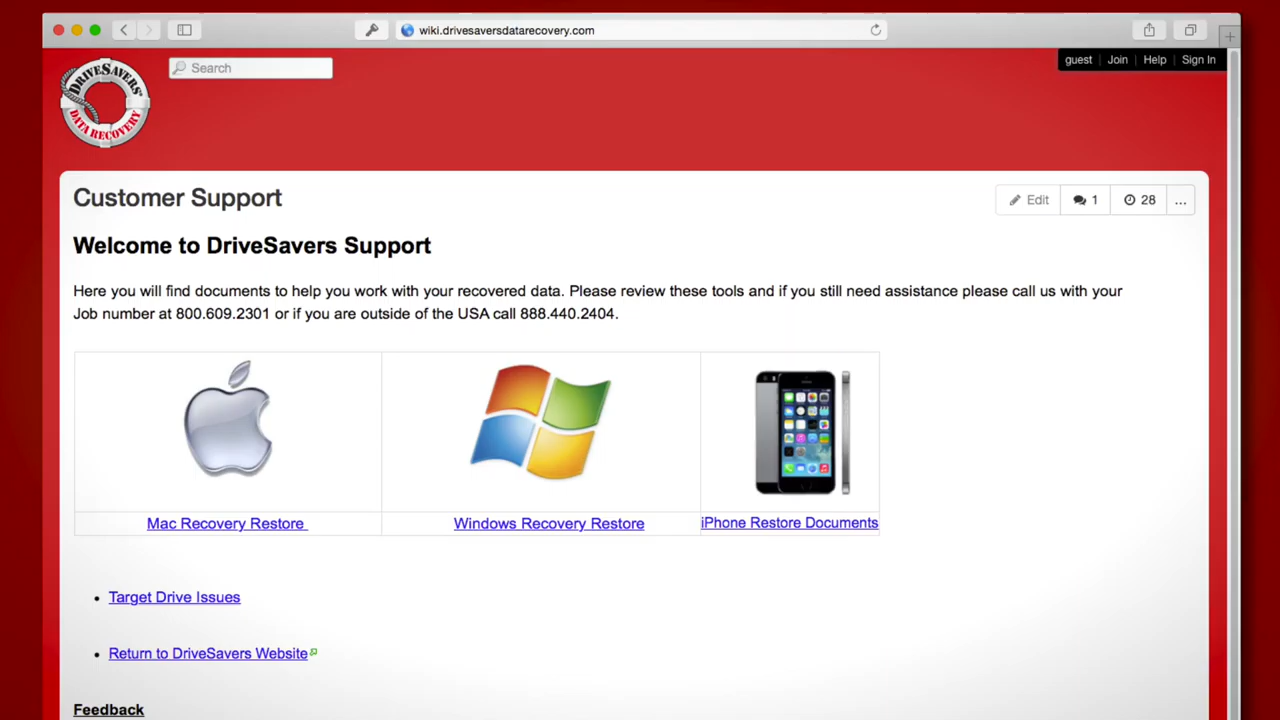 wiki.drivesaversdatarecovery.com
DRIVESAVERS
DATA RECOVERY
Search
guest | Join | Help | Sign In
Customer Support
Edit
1
28
...
Welcome to DriveSavers Support
Here you will find documents to help you work with your recovered data. Please review these tools and if you still need assistance please call us with your
Job number at 800.609.2301 or if you are outside of the USA call 888.440.2404.
Mac Recovery Restore
Windows Recovery Restore
iPhone Restore Documents
• Target Drive Issues
• Return to DriveSavers Website
Feedback